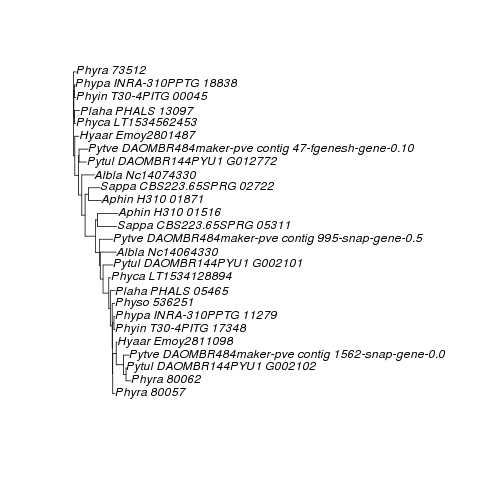 Phyra 73512
Phypa INRA-310PPTG 18838
Phyin T30-4PITG 00045
Plaha PHALS 13097
Phyca LT1534562453
Hyaar Emoy2801487
Pytve DAOMBR484maker-pve contig 47-fgenesh-gene-0.10
Pytul DAOMBR144PYU1 G012772
Albla Nc14074330
Sappa CBS223.65SPRG 02722
Aphin H310 01871
Aphin H310 01516
Sappa CBS223.65SPRG 05311
Pytve DAOMBR484maker-pve contig 995-snap-gene-0.5
Albla Nc14064330
Pytul DAOMBR144PYU1 G002101
Phyca LT1534128894
Plaha PHALS 05465
Physo 536251
Phypa INRA-310PPTG 11279
Phyin T30-4PITG 17348
Hyaar Emoy2811098
Pytve DAOMBR484maker-pve contig 1562-snap-gene-0.0
Pytul DAOMBR144PYU1 G002102
Phyra 80062
Phyra 80057